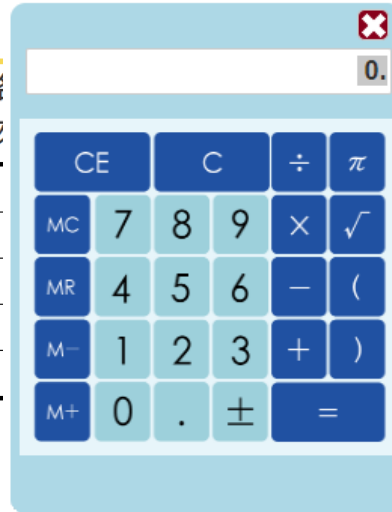 0.
CE C ÷ π
MC 7 8 9 × √
MR 4 5 6 − (
M− 1 2 3 + )
M+ 0 . ± =